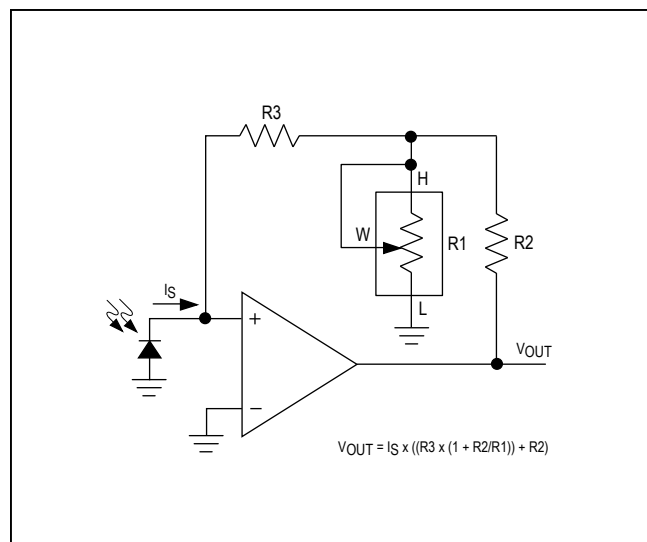 R3
H
W
R1
R2
L
IS
+
−
VOUT
VOUT = IS x ((R3 x (1 + R2/R1)) + R2)